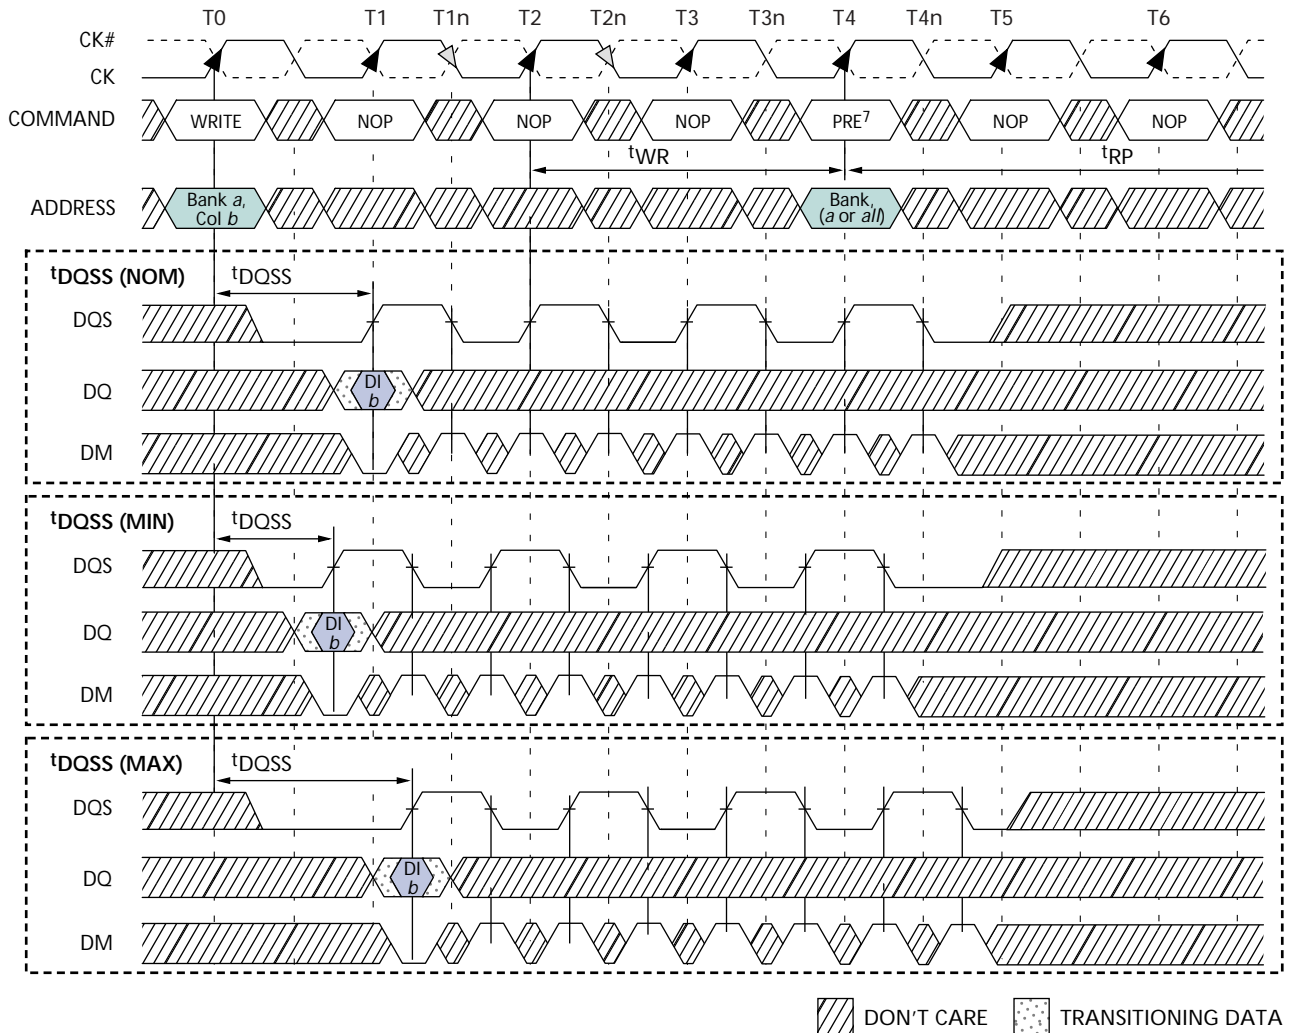 T0 T1 T1n T2 T2n T3 T3n T4 T4n T5 T6
CK#
CK
COMMAND WRITE NOP NOP NOP PRE7 NOP NOP
tWR tRP
ADDRESS Bank a, Col b Bank, (a or all)
tDQSS (NOM) tDQSS
DQS
DQ DI b
DM
tDQSS (MIN) tDQSS
DQS
DQ DI b
DM
tDQSS (MAX) tDQSS
DQS
DQ DI b
DM
DON'T CARE TRANSITIONING DATA